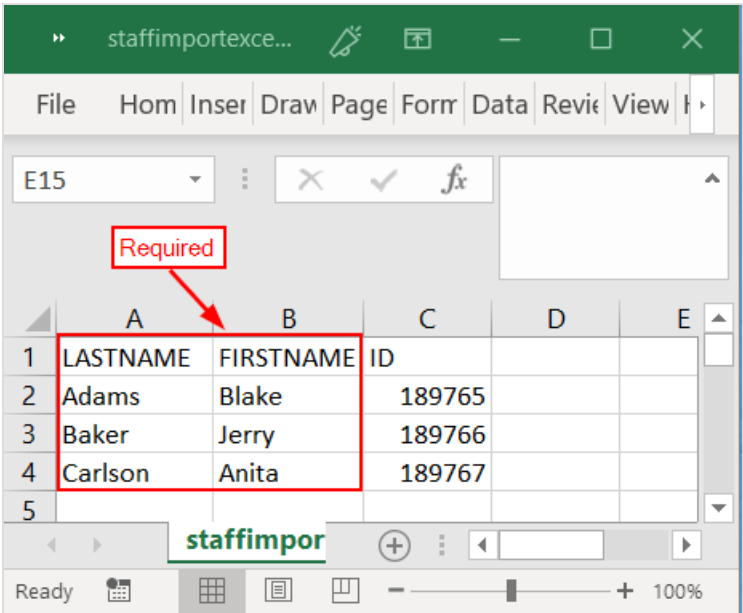 staffimportexce...
File Hom Inser Draw Page Form Data Revie View H
E15 fx
Required
A B C D E
1 LASTNAME FIRSTNAME ID
2 Adams Blake 189765
3 Baker Jerry 189766
4 Carlson Anita 189767
5
staffimpor
Ready 100%